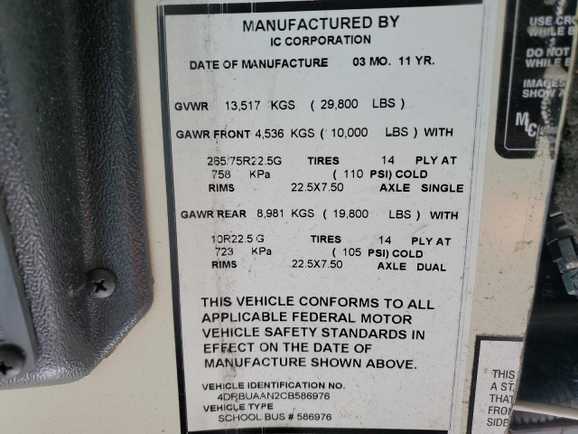 MANUFACTURED BY
IC CORPORATION
DATE OF MANUFACTURE 03 MO. 11 YR.
GVWR 13,517 KGS ( 29,800 LBS )
GAWR FRONT 4,536 KGS ( 10,000 LBS ) WITH
265/75R22.5G TIRES 14 PLY AT
758 KPa ( 110 PSI) COLD
RIMS 22.5X7.50 AXLE SINGLE
GAWR REAR 8,981 KGS ( 19,800 LBS ) WITH
10R22.5 G TIRES 14 PLY AT
723 KPa ( 105 PSI) COLD
RIMS 22.5X7.50 AXLE DUAL
THIS VEHICLE CONFORMS TO ALL
APPLICABLE FEDERAL MOTOR
VEHICLE SAFETY STANDARDS IN
EFFECT ON THE DATE OF
MANUFACTURE SHOWN ABOVE.
VEHICLE IDENTIFICATION NO.
4DRBUAAN2CB586976
VEHICLE TYPE
SCHOOL BUS # 586976
USE CRO
WHILE B
DO NOT
WHILE B
IMAGES
SHOW A
THIS
A ST
THAT
FROM
SIDE